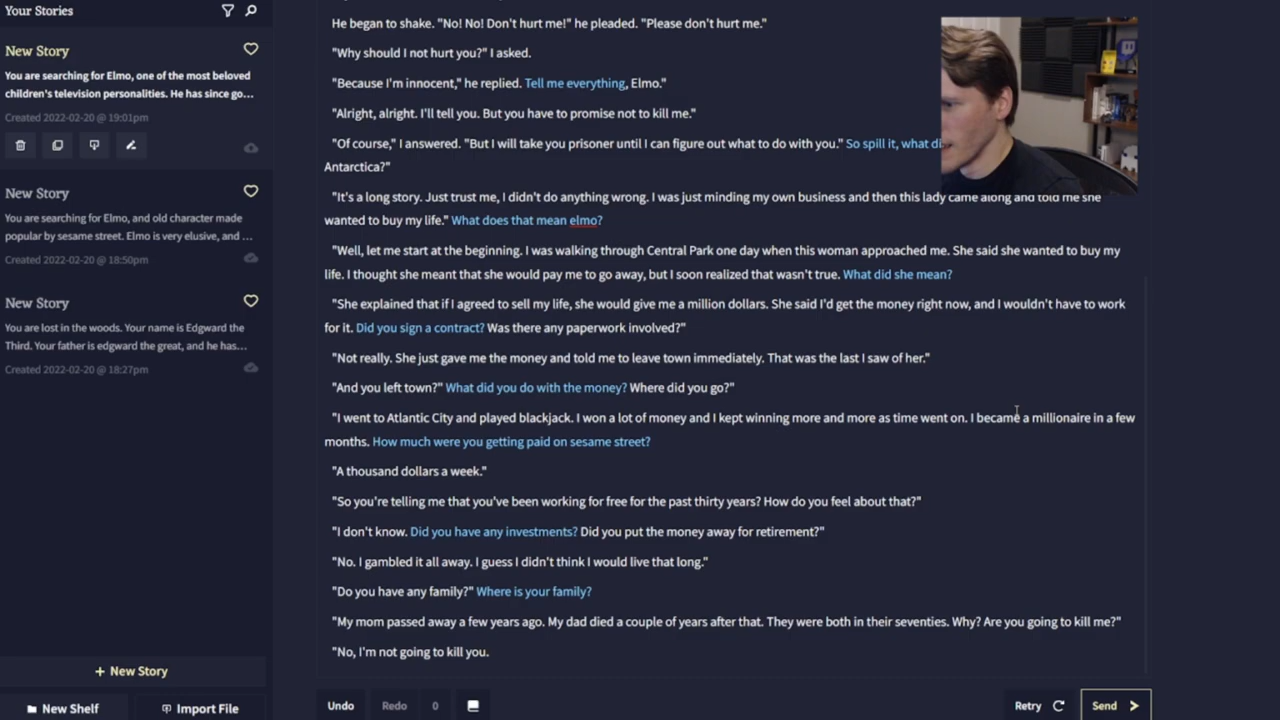 Your Stories
New Story
You are searching for Elmo, one of the most beloved
children's television personalities. He has since go...
Created 2022-02-20 @ 19:01pm
New Story
You are searching for Elmo, and old character made
popular by sesame street. Elmo is very elusive, and ...
Created 2022-02-20 @ 18:50pm
New Story
You are lost in the woods. Your name is Edgward the
Third. Your father is edgward the great, and he has...
Created 2022-02-20 @ 18:27pm
+ New Story
New Shelf
Import File
He began to shake. "No! No! Don't hurt me!" he pleaded. "Please don't hurt me."
"Why should I not hurt you?" I asked.
"Because I'm innocent," he replied. Tell me everything, Elmo."
"Alright, alright. I'll tell you. But you have to promise not to kill me."
"Of course," I answered. "But I will take you prisoner until I can figure out what to do with you." So spill it, what di
Antarctica?"
"It's a long story. Just trust me, I didn't do anything wrong. I was just minding my own business and then this lady came along and told me she
wanted to buy my life." What does that mean elmo?
"Well, let me start at the beginning. I was walking through Central Park one day when this woman approached me. She said she wanted to buy my
life. I thought she meant that she would pay me to go away, but I soon realized that wasn't true. What did she mean?
"She explained that if I agreed to sell my life, she would give me a million dollars. She said I'd get the money right now, and I wouldn't have to work
for it. Did you sign a contract? Was there any paperwork involved?"
"Not really. She just gave me the money and told me to leave town immediately. That was the last I saw of her."
"And you left town?" What did you do with the money? Where did you go?"
"I went to Atlantic City and played blackjack. I won a lot of money and I kept winning more and more as time went on. I became a millionaire in a few
months. How much were you getting paid on sesame street?
"A thousand dollars a week."
"So you're telling me that you've been working for free for the past thirty years? How do you feel about that?"
"I don't know. Did you have any investments? Did you put the money away for retirement?"
"No. I gambled it all away. I guess I didn't think I would live that long."
"Do you have any family?" Where is your family?
"My mom passed away a few years ago. My dad died a couple of years after that. They were both in their seventies. Why? Are you going to kill me?"
"No, I'm not going to kill you.
Undo
Redo
0
Retry
Send